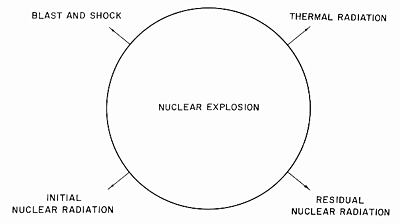 BLAST AND SHOCK
THERMAL RADIATION
NUCLEAR EXPLOSION
INITIAL
NUCLEAR RADIATION
RESIDUAL
NUCLEAR RADIATION